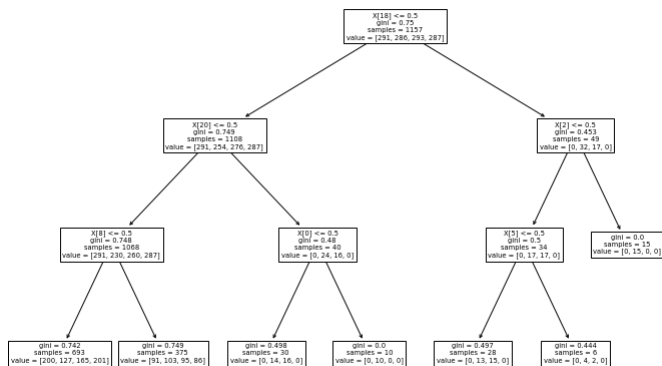 X[18] <= 0.5
gini = 0.75
samples = 1157
value = [291, 286, 293, 287]
X[20] <= 0.5
gini = 0.749
samples = 1108
value = [291, 254, 276, 287]
X[2] <= 0.5
gini = 0.453
samples = 49
value = [0, 32, 17, 0]
X[8] <= 0.5
gini = 0.748
samples = 1068
value = [291, 230, 260, 287]
X[0] <= 0.5
gini = 0.48
samples = 40
value = [0, 24, 16, 0]
X[5] <= 0.5
gini = 0.5
samples = 34
value = [0, 17, 17, 0]
gini = 0.0
samples = 15
value = [0, 15, 0, 0]
gini = 0.742
samples = 693
value = [200, 127, 165, 201]
gini = 0.749
samples = 375
value = [91, 103, 95, 86]
gini = 0.498
samples = 30
value = [0, 14, 16, 0]
gini = 0.0
samples = 10
value = [0, 10, 0, 0]
gini = 0.497
samples = 28
value = [0, 13, 15, 0]
gini = 0.444
samples = 6
value = [0, 4, 2, 0]